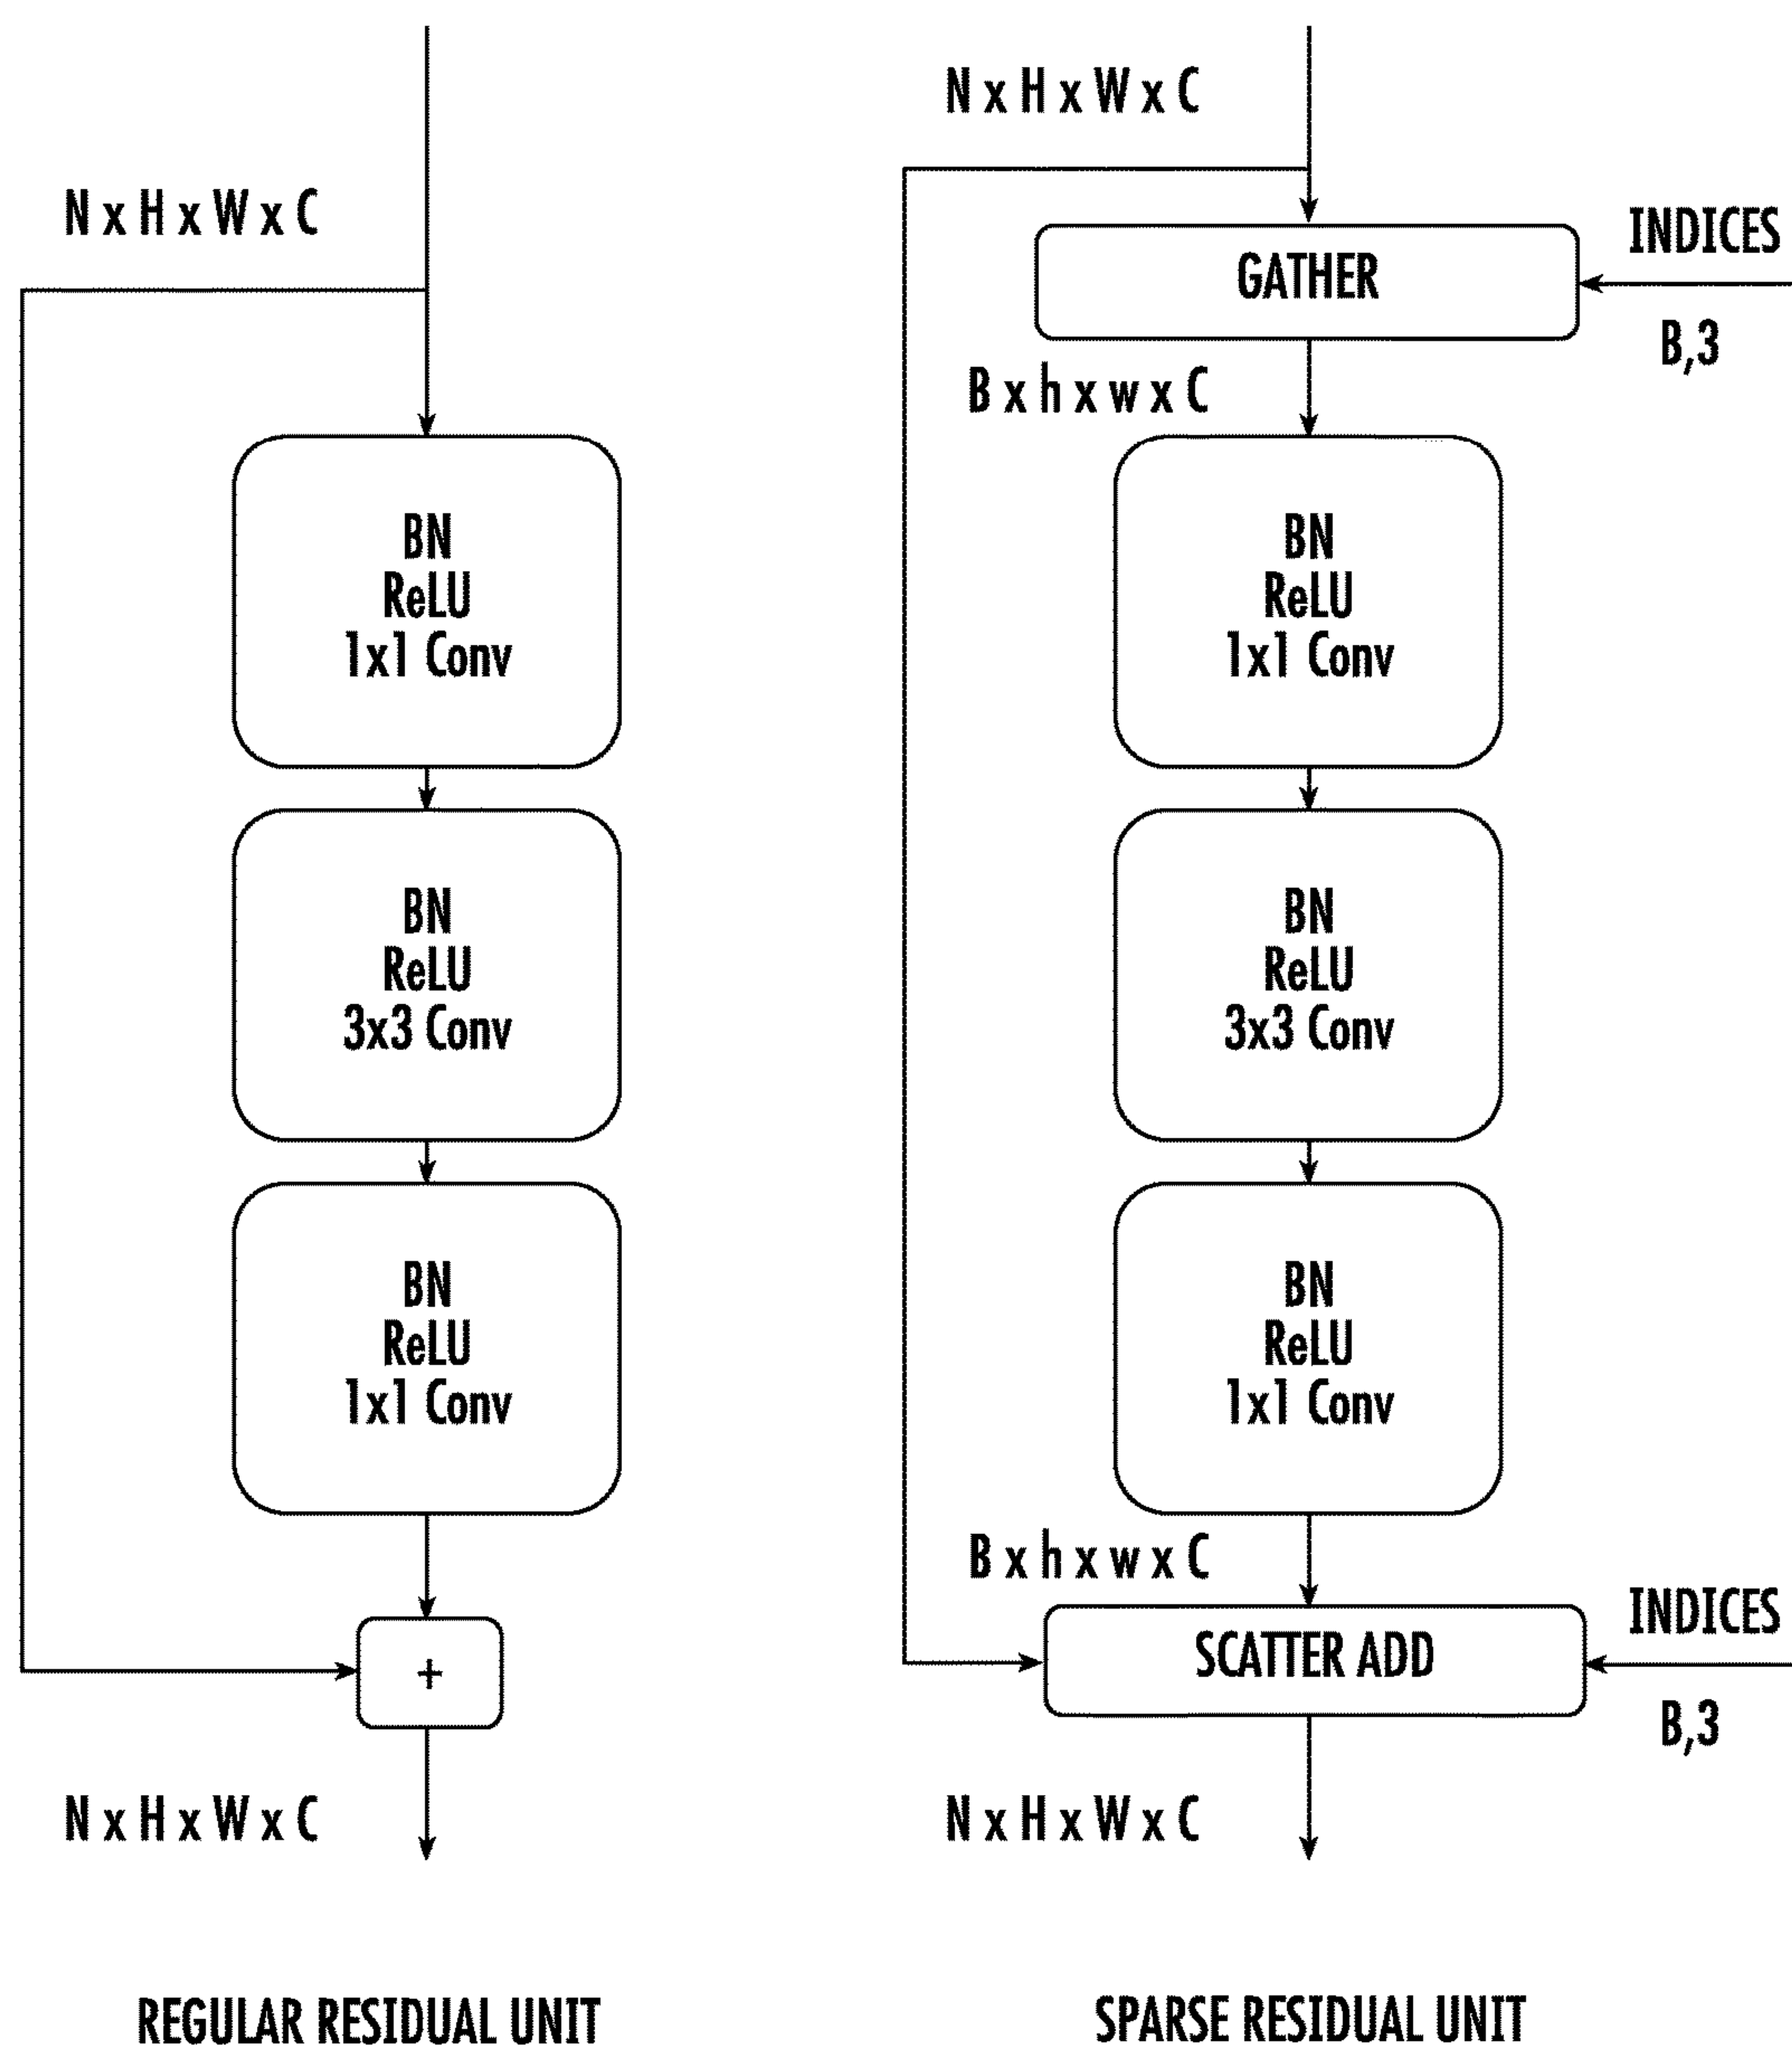 N x H x W x C
BN
ReLU
1x1 Conv
BN
ReLU
3x3 Conv
BN
ReLU
1x1 Conv
+
N x H x W x C
REGULAR RESIDUAL UNIT
N x H x W x C
GATHER
INDICES
B,3
B x h x w x C
BN
ReLU
1x1 Conv
BN
ReLU
3x3 Conv
BN
ReLU
1x1 Conv
B x h x w x C
SCATTER ADD
INDICES
B,3
N x H x W x C
SPARSE RESIDUAL UNIT